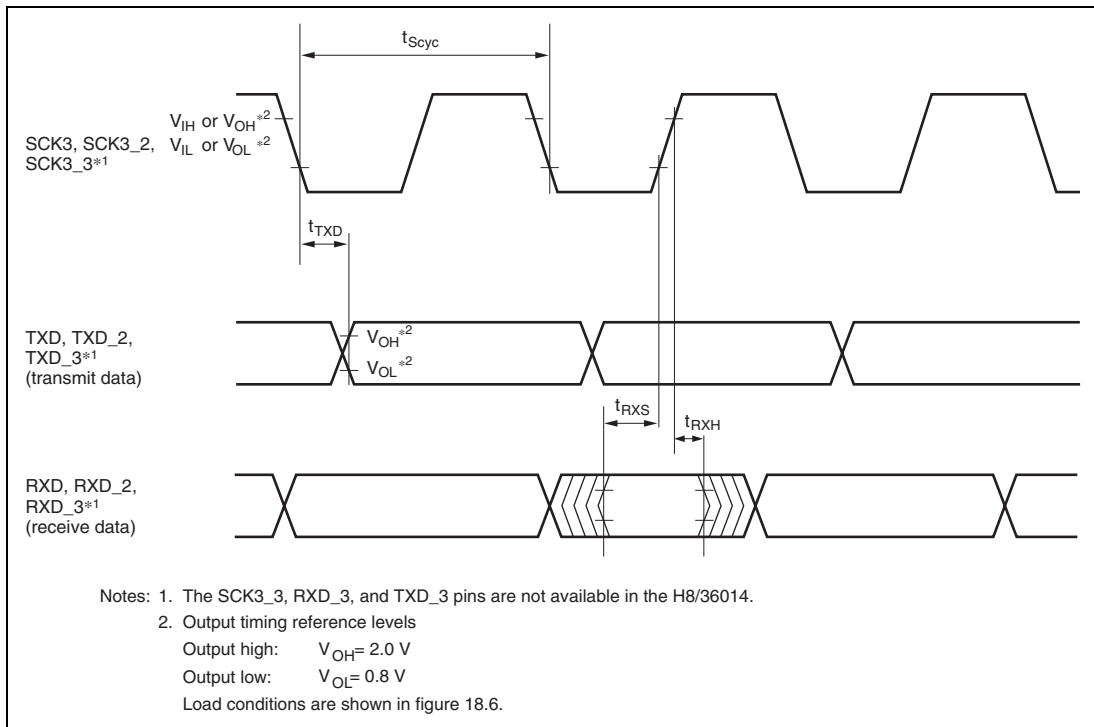 tScyc
VIH or VOH*2
VIL or VOL *2
SCK3, SCK3_2,
SCK3_3*1
tTXD
TXD, TXD_2,
TXD_3*1
(transmit data)
VOH*2
VOL*2
tRXS
tRXH
RXD, RXD_2,
RXD_3*1
(receive data)
Notes: 1. The SCK3_3, RXD_3, and TXD_3 pins are not available in the H8/36014.
2. Output timing reference levels
Output high: VOH= 2.0 V
Output low: VOL= 0.8 V
Load conditions are shown in figure 18.6.